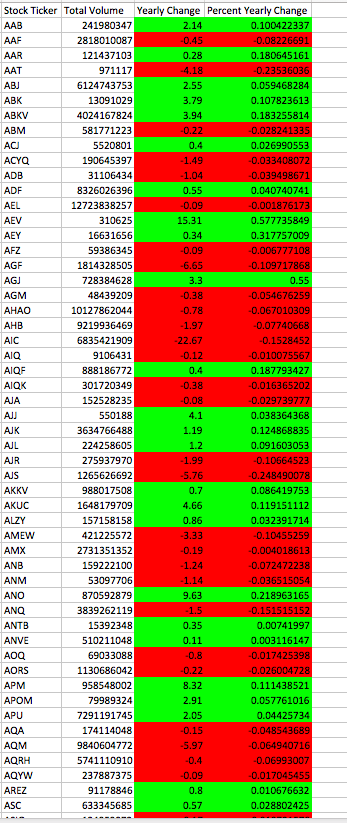 Stock Ticker Total Volume Yearly Change Percent Yearly Change
AAB 241980347 2.14 0.100422337
AAF 2818010087 -0.45 -0.08226691
AAR 121437103 0.28 0.180645161
AAT 971117 -4.18 -0.23536036
ABJ 6124743753 2.55 0.059468284
ABK 13091029 3.79 0.107823613
ABKV 4024167824 3.94 0.183255814
ABM 581771223 -0.22 -0.028241335
ACJ 5520801 0.4 0.026990553
ACYQ 190645397 -1.49 -0.033408072
ADB 31106434 -1.04 -0.039498671
ADF 8326026396 0.55 0.040740741
AEL 12723838257 -0.09 -0.001876173
AEV 310625 15.31 0.577735849
AEY 16631656 0.34 0.317757009
AFZ 59386345 -0.09 -0.006777108
AGF 1814328505 -6.65 -0.109717868
AGJ 728384628 3.3 0.55
AGM 48439209 -0.38 -0.054676259
AHAO 10127862044 -0.78 -0.067010309
AHB 9219936469 -1.97 -0.07740668
AIC 6835421909 -22.67 -0.1528452
AIQ 9106431 -0.12 -0.010075567
AIQF 888186772 0.4 0.187793427
AIQK 301720349 -0.38 -0.016365202
AJA 152528235 -0.08 -0.029739777
AJJ 550188 4.1 0.038364368
AJK 3634766488 1.19 0.124868835
AJL 224258605 1.2 0.091603053
AJR 275937970 -1.99 -0.10664523
AJS 1265626692 -5.76 -0.248490078
AKKV 988017508 0.7 0.086419753
AKUC 1648179709 4.66 0.119151112
ALZY 157158158 0.86 0.032391714
AMEW 421225572 -3.33 -0.10455259
AMX 2731351352 -0.19 -0.004018613
ANB 159222100 -1.24 -0.072472238
ANM 53097706 -1.14 -0.036515054
ANO 870592879 9.63 0.218963165
ANQ 3839262119 -1.5 -0.151515152
ANTB 15392348 0.35 0.00741997
ANVE 510211048 0.11 0.003116147
AOQ 69033088 -0.8 -0.017425398
AORS 1130686042 -0.22 -0.026004728
APM 958548002 8.32 0.111438521
APOM 79989324 2.91 0.057761016
APU 7291191745 2.05 0.04425734
AQA 174114048 -0.15 -0.048543689
AQM 9840604772 -5.97 -0.064940716
AQRH 5741110910 -0.4 -0.06993007
AQYW 237887375 -0.09 -0.017045455
AREZ 91178846 0.8 0.010676632
ASC 633345685 0.57 0.028802425